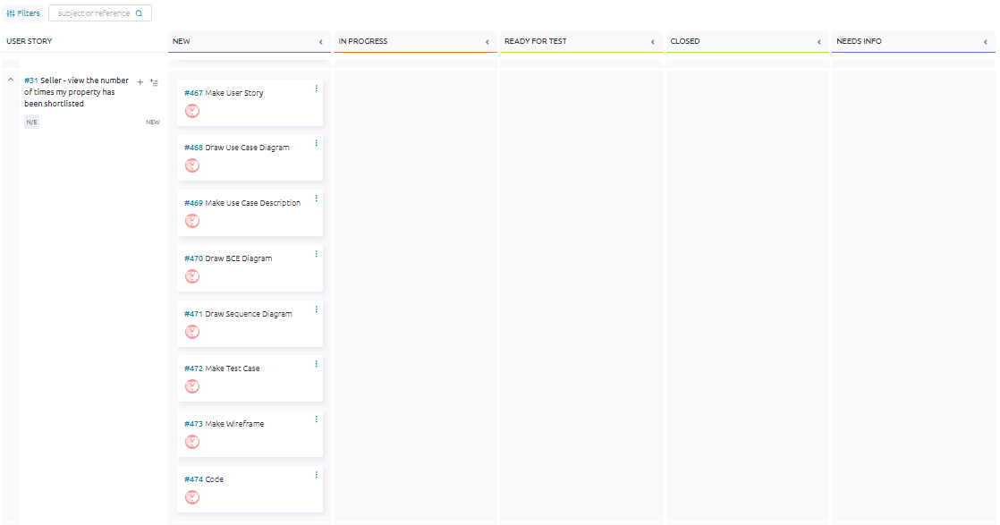 Filters
subject or reference
USER STORY
NEW
IN PROGRESS
READY FOR TEST
CLOSED
NEEDS INFO
#31 Seller - view the number
of times my property has
been shortlisted
N/E
NEW
#467 Make User Story
#468 Draw Use Case Diagram
#469 Make Use Case Description
#470 Draw BCE Diagram
#471 Draw Sequence Diagram
#472 Make Test Case
#473 Make Wireframe
#474 Code